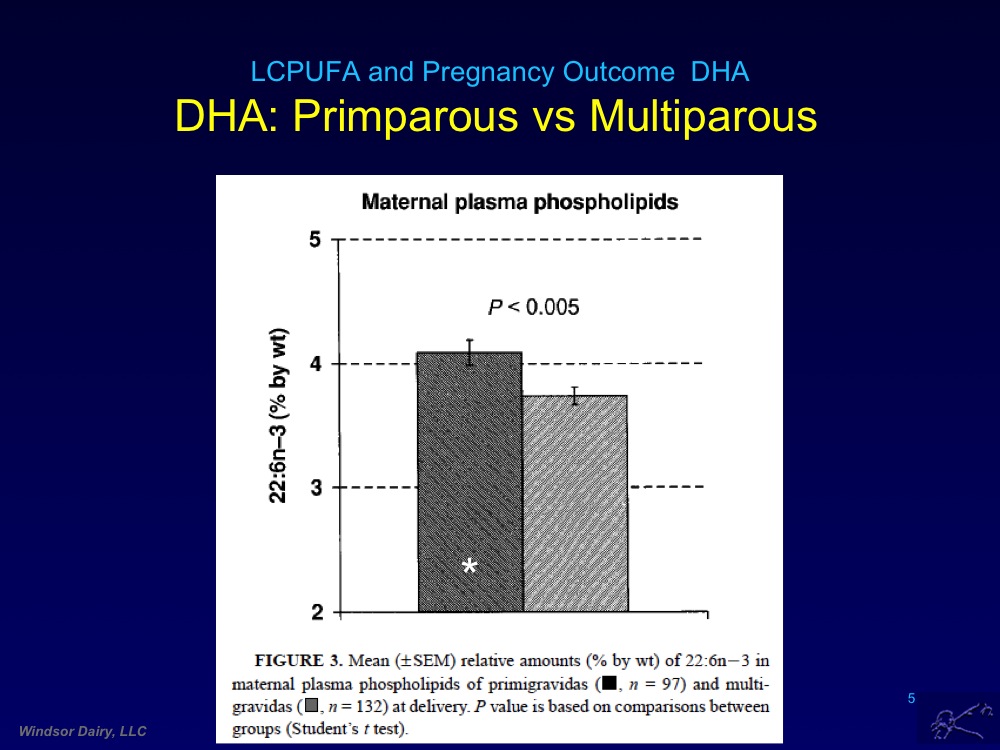 LCPUFA and Pregnancy Outcome  DHA
DHA: Primparous vs Multiparous
Maternal plasma phospholipids
5
P < 0.005
4
22:6n–3 (% by wt)
3
*
2
FIGURE 3. Mean (±SEM) relative amounts (% by wt) of 22:6n−3 in
maternal plasma phospholipids of primigravidas (■, n = 97) and multi-
gravidas (■, n = 132) at delivery. P value is based on comparisons between
groups (Student's t test).
5
Windsor Dairy, LLC